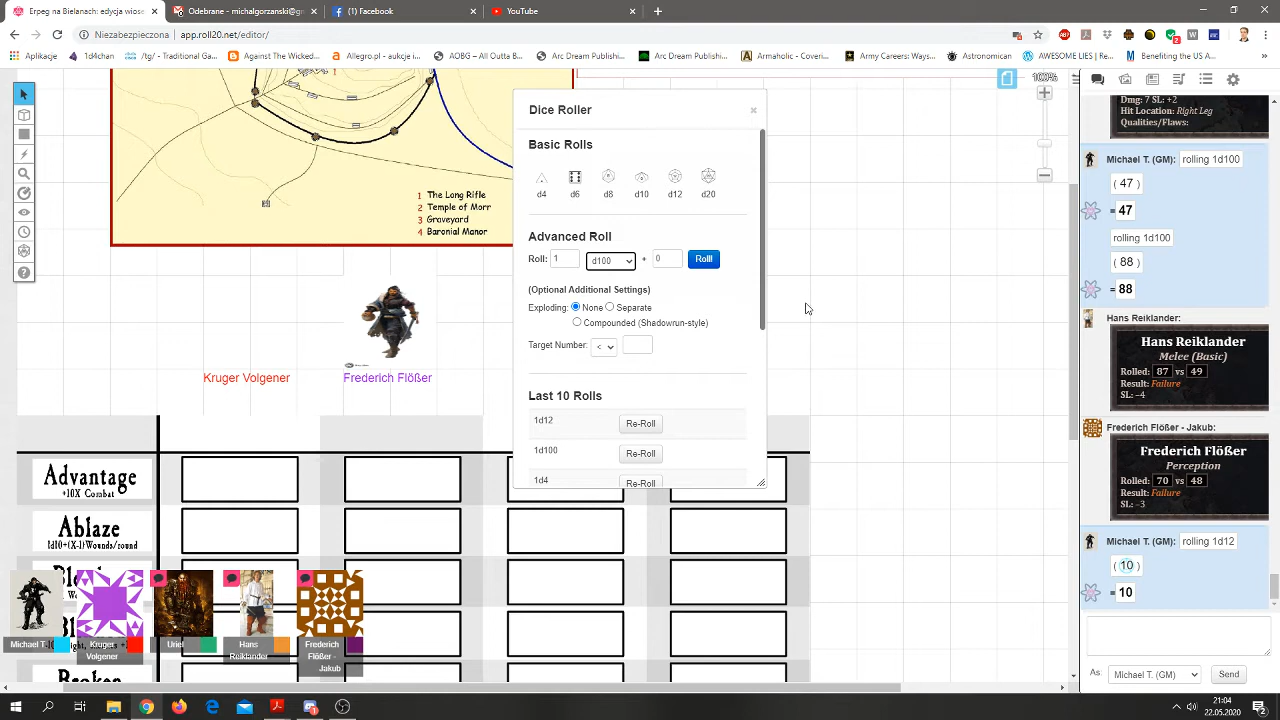 Erpeg na Bielanach: edycja wiose
Odebrane - michalgoranski@gm
Facebook
YouTube
Niezabezpieczona
app.roll20.net/editor/
Aplikacje
1d4chan
/tg/ - Traditional Ga...
Against The Wicked...
Allegro.pl - aukcje i...
AOBH - All Outta B...
Arc Dream Publishi...
Arc Dream Publishi...
Armaholic - Coveri...
Army Careers: Ways...
Astronomican
AWESOME LIES | Re...
Benefiting the US A...
100%
1 The Long Rifle
2 Temple of Morr
3 Graveyard
4 Baronial Manor
Kruger Volgener
Frederich Flößer
Advantage
+10X Combat
Ablaze
1d10+(X-1)Wounds/round
Broken
Michael T.
Kruger
Volgener
Uriel
Hans
Reiklander
Frederich
Flößer -
Jakub
Dice Roller
Basic Rolls
d4
d6
d8
d10
d12
d20
Advanced Roll
Roll: 1 d100 + 0 Roll!
(Optional Additional Settings)
Exploding: None Separate
Compounded (Shadowrun-style)
Target Number: <
Last 10 Rolls
1d12 Re-Roll
1d100 Re-Roll
1d4 Re-Roll
Dmg: 7 SL: +2
Hit Location: Right Leg
Qualities/Flaws:
Michael T. (GM): rolling 1d100
( 47 )
= 47
rolling 1d100
( 88 )
= 88
Hans Reiklander:
Hans Reiklander
Melee (Basic)
Rolled: 87 vs 49
Result: Failure
SL: -4
Frederich Flößer - Jakub:
Frederich Flößer
Perception
Rolled: 70 vs 48
Result: Failure
SL: -3
Michael T. (GM): rolling 1d12
( 10 )
= 10
As: Michael T. (GM) Send
21:04
22.05.2020